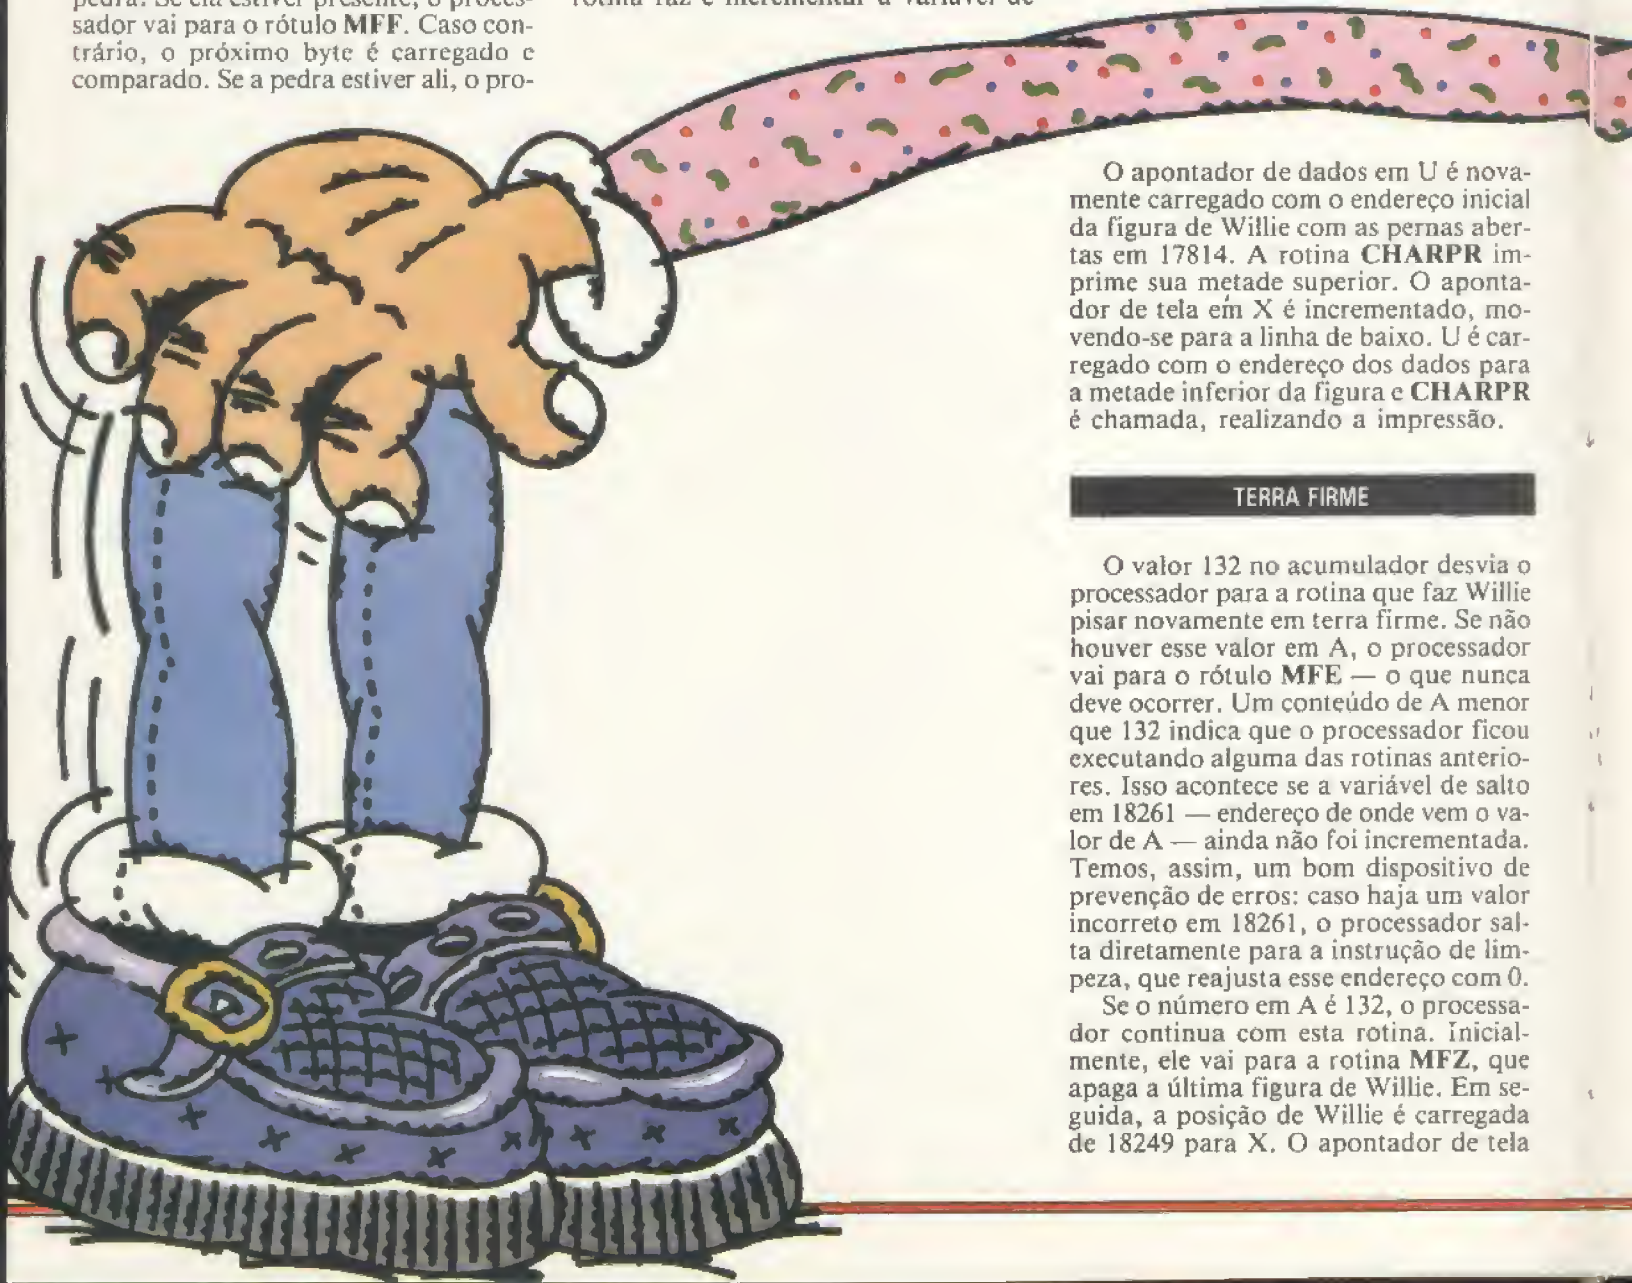 sador vai para o rótulo MFF. Caso con-
trário, o próximo byte é carregado e
comparado. Se a pedra estiver ali, o pro-
O apontador de dados em U é nova-
mente carregado com o endereço inicial
da figura de Willie com as pernas aber-
tas em 17814. A rotina CHARPR im-
prime sua metade superior. O aponta-
dor de tela em X é incrementado, mo-
vendo-se para a linha de baixo. U é car-
regado com o endereço dos dados para
a metade inferior da figura e CHARPR
é chamada, realizando a impressão.
TERRA FIRME
O valor 132 no acumulador desvia o
processador para a rotina que faz Willie
pisar novamente em terra firme. Se não
houver esse valor em A, o processador
vai para o rótulo MFE — o que nunca
deve ocorrer. Um conteúdo de A menor
que 132 indica que o processador ficou
executando alguma das rotinas anterio-
res. Isso acontece se a variável de salto
em 18261 — endereço de onde vem o va-
lor de A — ainda não foi incrementada.
Temos, assim, um bom dispositivo de
prevenção de erros: caso haja um valor
incorreto em 18261, o processador sal-
ta diretamente para a instrução de lim-
peza, que reajusta esse endereço com 0.
Se o número em A é 132, o processa-
dor continua com esta rotina. Inicial-
mente, ele vai para a rotina MFZ, que
apaga a última figura de Willie. Em se-
guida, a posição de Willie é carregada
de 18249 para X. O apontador de tela